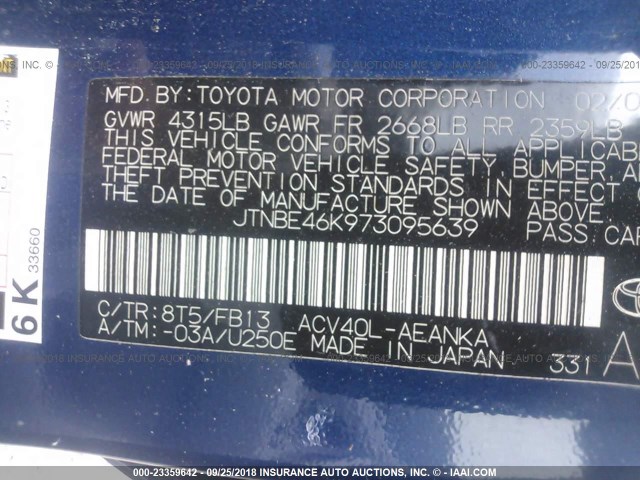 MFD BY: TOYOTA MOTOR CORPORATION 02/0
GVWR 4315LB GAWR FR 2668LB RR 2359LB
THIS VEHICLE CONFORMS TO ALL APPLICABLE
FEDERAL MOTOR VEHICLE SAFETY, BUMPER, A
THEFT PREVENTION STANDARDS IN EFFECT
THE DATE OF MANUFACTURE SHOWN ABOVE.
JTNBE46K973095639 PASS CAR
C/TR: 8T5/FB13 ACV40L-AEANKA
A/TM: -03A/U250E MADE IN JAPAN 331 A
6K 33660
000-23359642 - 09/25/2018 INSURANCE AUTO AUCTIONS, INC. - © - IAAI.COM